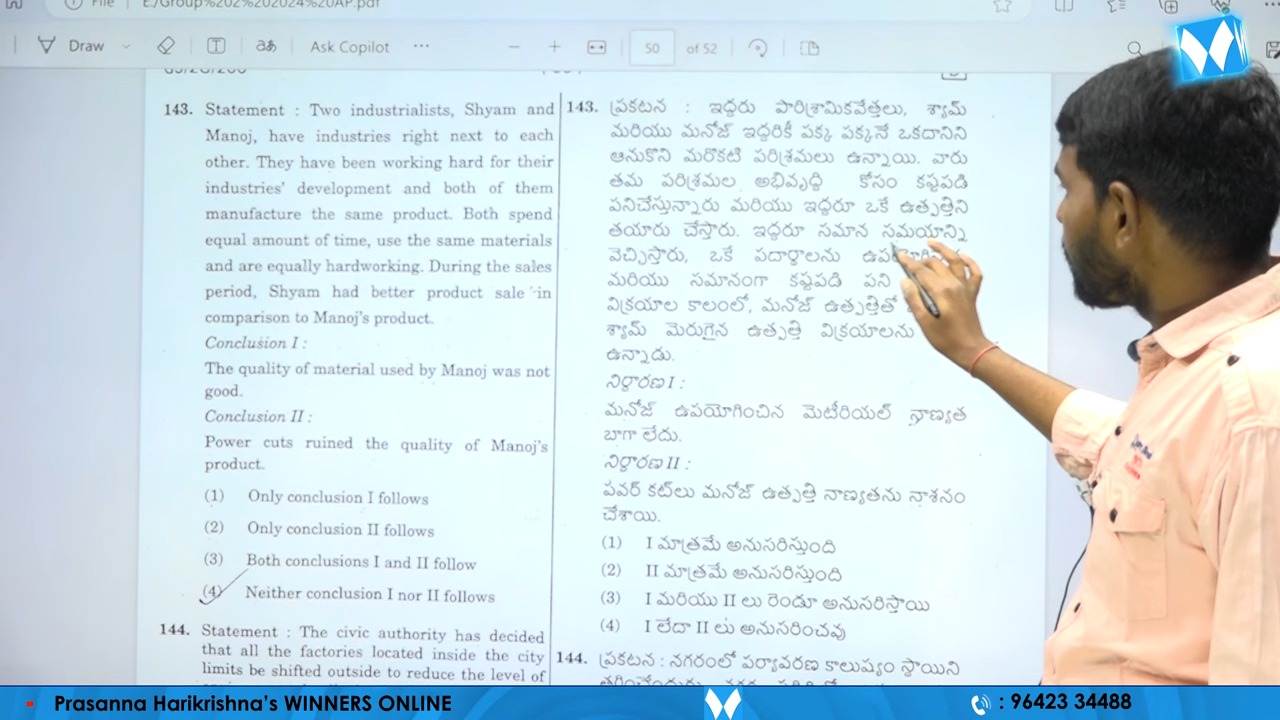 File
E:/Group%202%202024%20AP.pdf
Draw
Ask Copilot
50 of 52
143. Statement : Two industrialists, Shyam and
Manoj, have industries right next to each
other. They have been working hard for their
industries' development and both of them
manufacture the same product. Both spend
equal amount of time, use the same materials
and are equally hardworking. During the sales
period, Shyam had better product sale in
comparison to Manoj's product.
Conclusion I :
The quality of material used by Manoj was not
good.
Conclusion II :
Power cuts ruined the quality of Manoj's
product.
(1) Only conclusion I follows
(2) Only conclusion II follows
(3) Both conclusions I and II follow
(4) Neither conclusion I nor II follows
144. Statement : The civic authority has decided
that all the factories located inside the city
limits be shifted outside to reduce the level of
143. ప్రకటన : ఇద్దరు పారిశ్రామికవేత్తలు, శ్యామ్
మరియు మనోజ్ ఇద్దరికీ పక్క పక్కనే ఒకదానిని
ఆనుకొని మరొకటి పరిశ్రమలు ఉన్నాయి. వారు
తమ పరిశ్రమల అభివృద్ధి కోసం కష్టపడి
పనిచేస్తున్నారు మరియు ఇద్దరూ ఒకే ఉత్పత్తిని
తయారు చేస్తారు. ఇద్దరూ సమాన సమయాన్ని
వెచ్చిస్తారు, ఒకే పదార్థాలను
మరియు సమానంగా కష్టపడి పని
విక్రయాల కాలంలో, మనోజ్ ఉత్పత్తితో
శ్యామ్ మెరుగైన ఉత్పత్తి విక్రయాలను
ఉన్నాడు.
నిర్ధారణ I :
మనోజ్ ఉపయోగించిన మెటీరియల్ నాణ్యత
బాగా లేదు.
నిర్ధారణ II :
పవర్ కట్‌లు మనోజ్ ఉత్పత్తి నాణ్యతను నాశనం
చేశాయి.
(1) I మాత్రమే అనుసరిస్తుంది
(2) II మాత్రమే అనుసరిస్తుంది
(3) I మరియు II లు రెండూ అనుసరిస్తాయి
(4) I లేదా II లు అనుసరించవు
144. ప్రకటన : నగరంలో పర్యావరణ కాలుష్యం స్థాయిని
Prasanna Harikrishna's WINNERS ONLINE
: 96423 34488